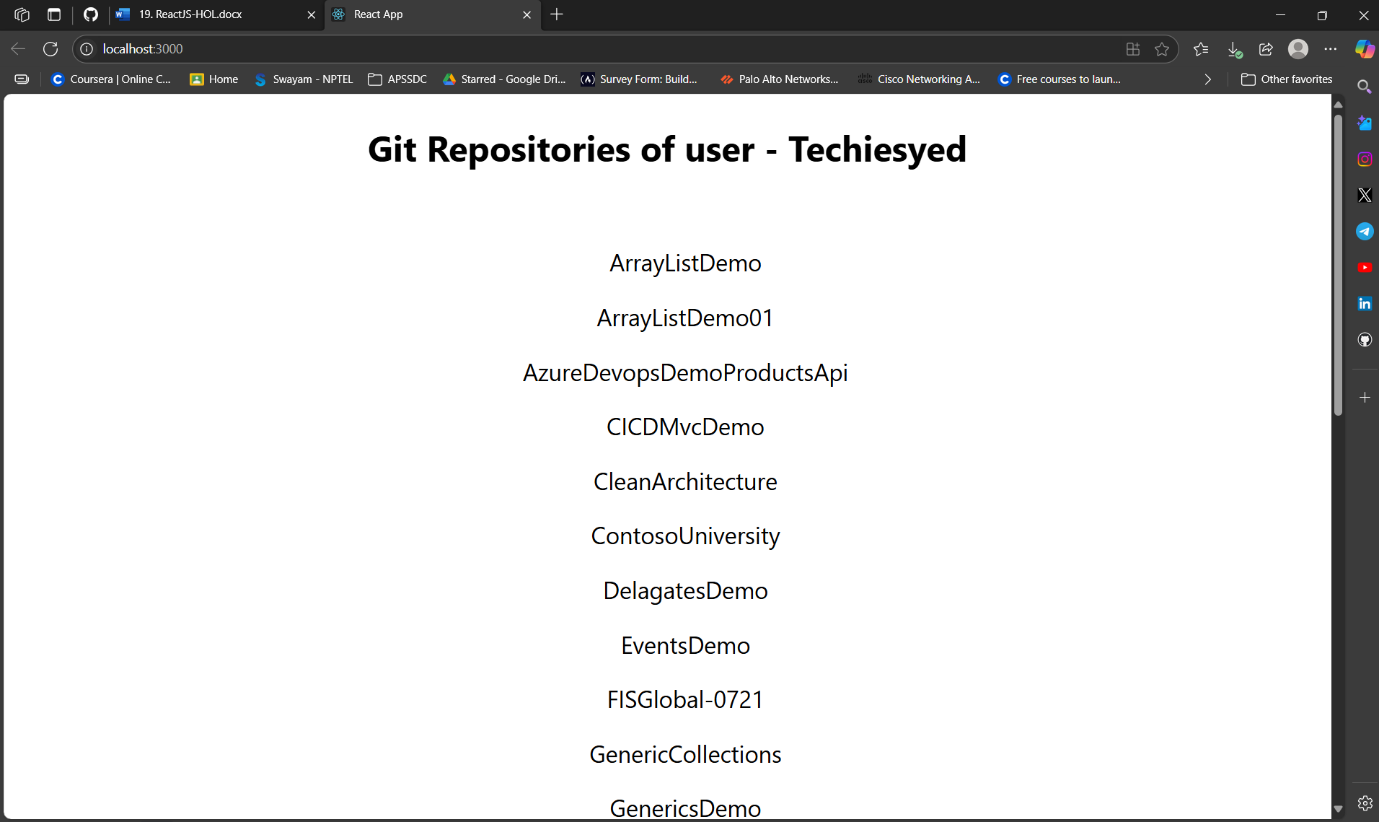 19. ReactJS-HOL.docx
React App
localhost:3000
Coursera | Online C...
Home
Swayam - NPTEL
APSSDC
Starred - Google Dri...
Survey Form: Build...
Palo Alto Networks...
Cisco Networking A...
Free courses to laun...
Other favorites
Git Repositories of user - Techiesyed
ArrayListDemo
ArrayListDemo01
AzureDevopsDemoProductsApi
CICDMvcDemo
CleanArchitecture
ContosoUniversity
DelagatesDemo
EventsDemo
FISGlobal-0721
GenericCollections
GenericsDemo